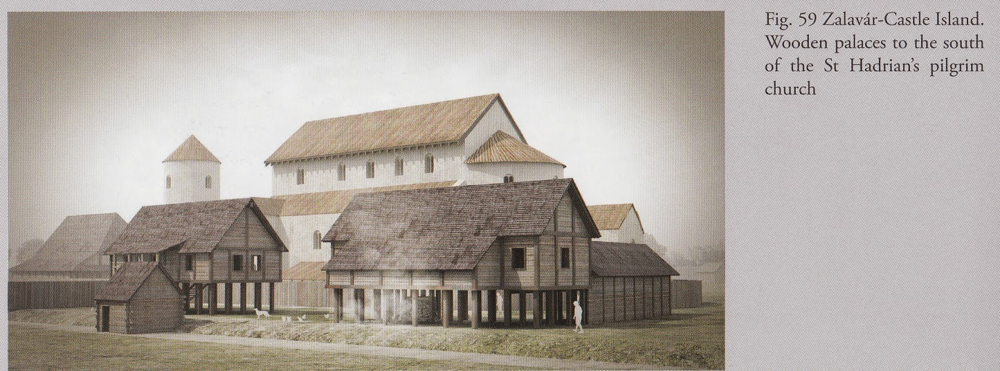 Fig. 59 Zalavár-Castle Island.
Wooden palaces to the south
of the St Hadrian’s pilgrim
church